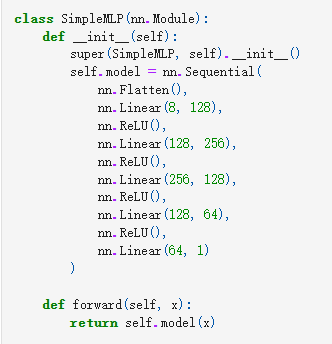 class SimpleMLP(nn.Module):
    def __init__(self):
        super(SimpleMLP, self).__init__()
        self.model = nn.Sequential(
            nn.Flatten(),
            nn.Linear(8, 128),
            nn.ReLU(),
            nn.Linear(128, 256),
            nn.ReLU(),
            nn.Linear(256, 128),
            nn.ReLU(),
            nn.Linear(128, 64),
            nn.ReLU(),
            nn.Linear(64, 1)
        )

    def forward(self, x):
        return self.model(x)